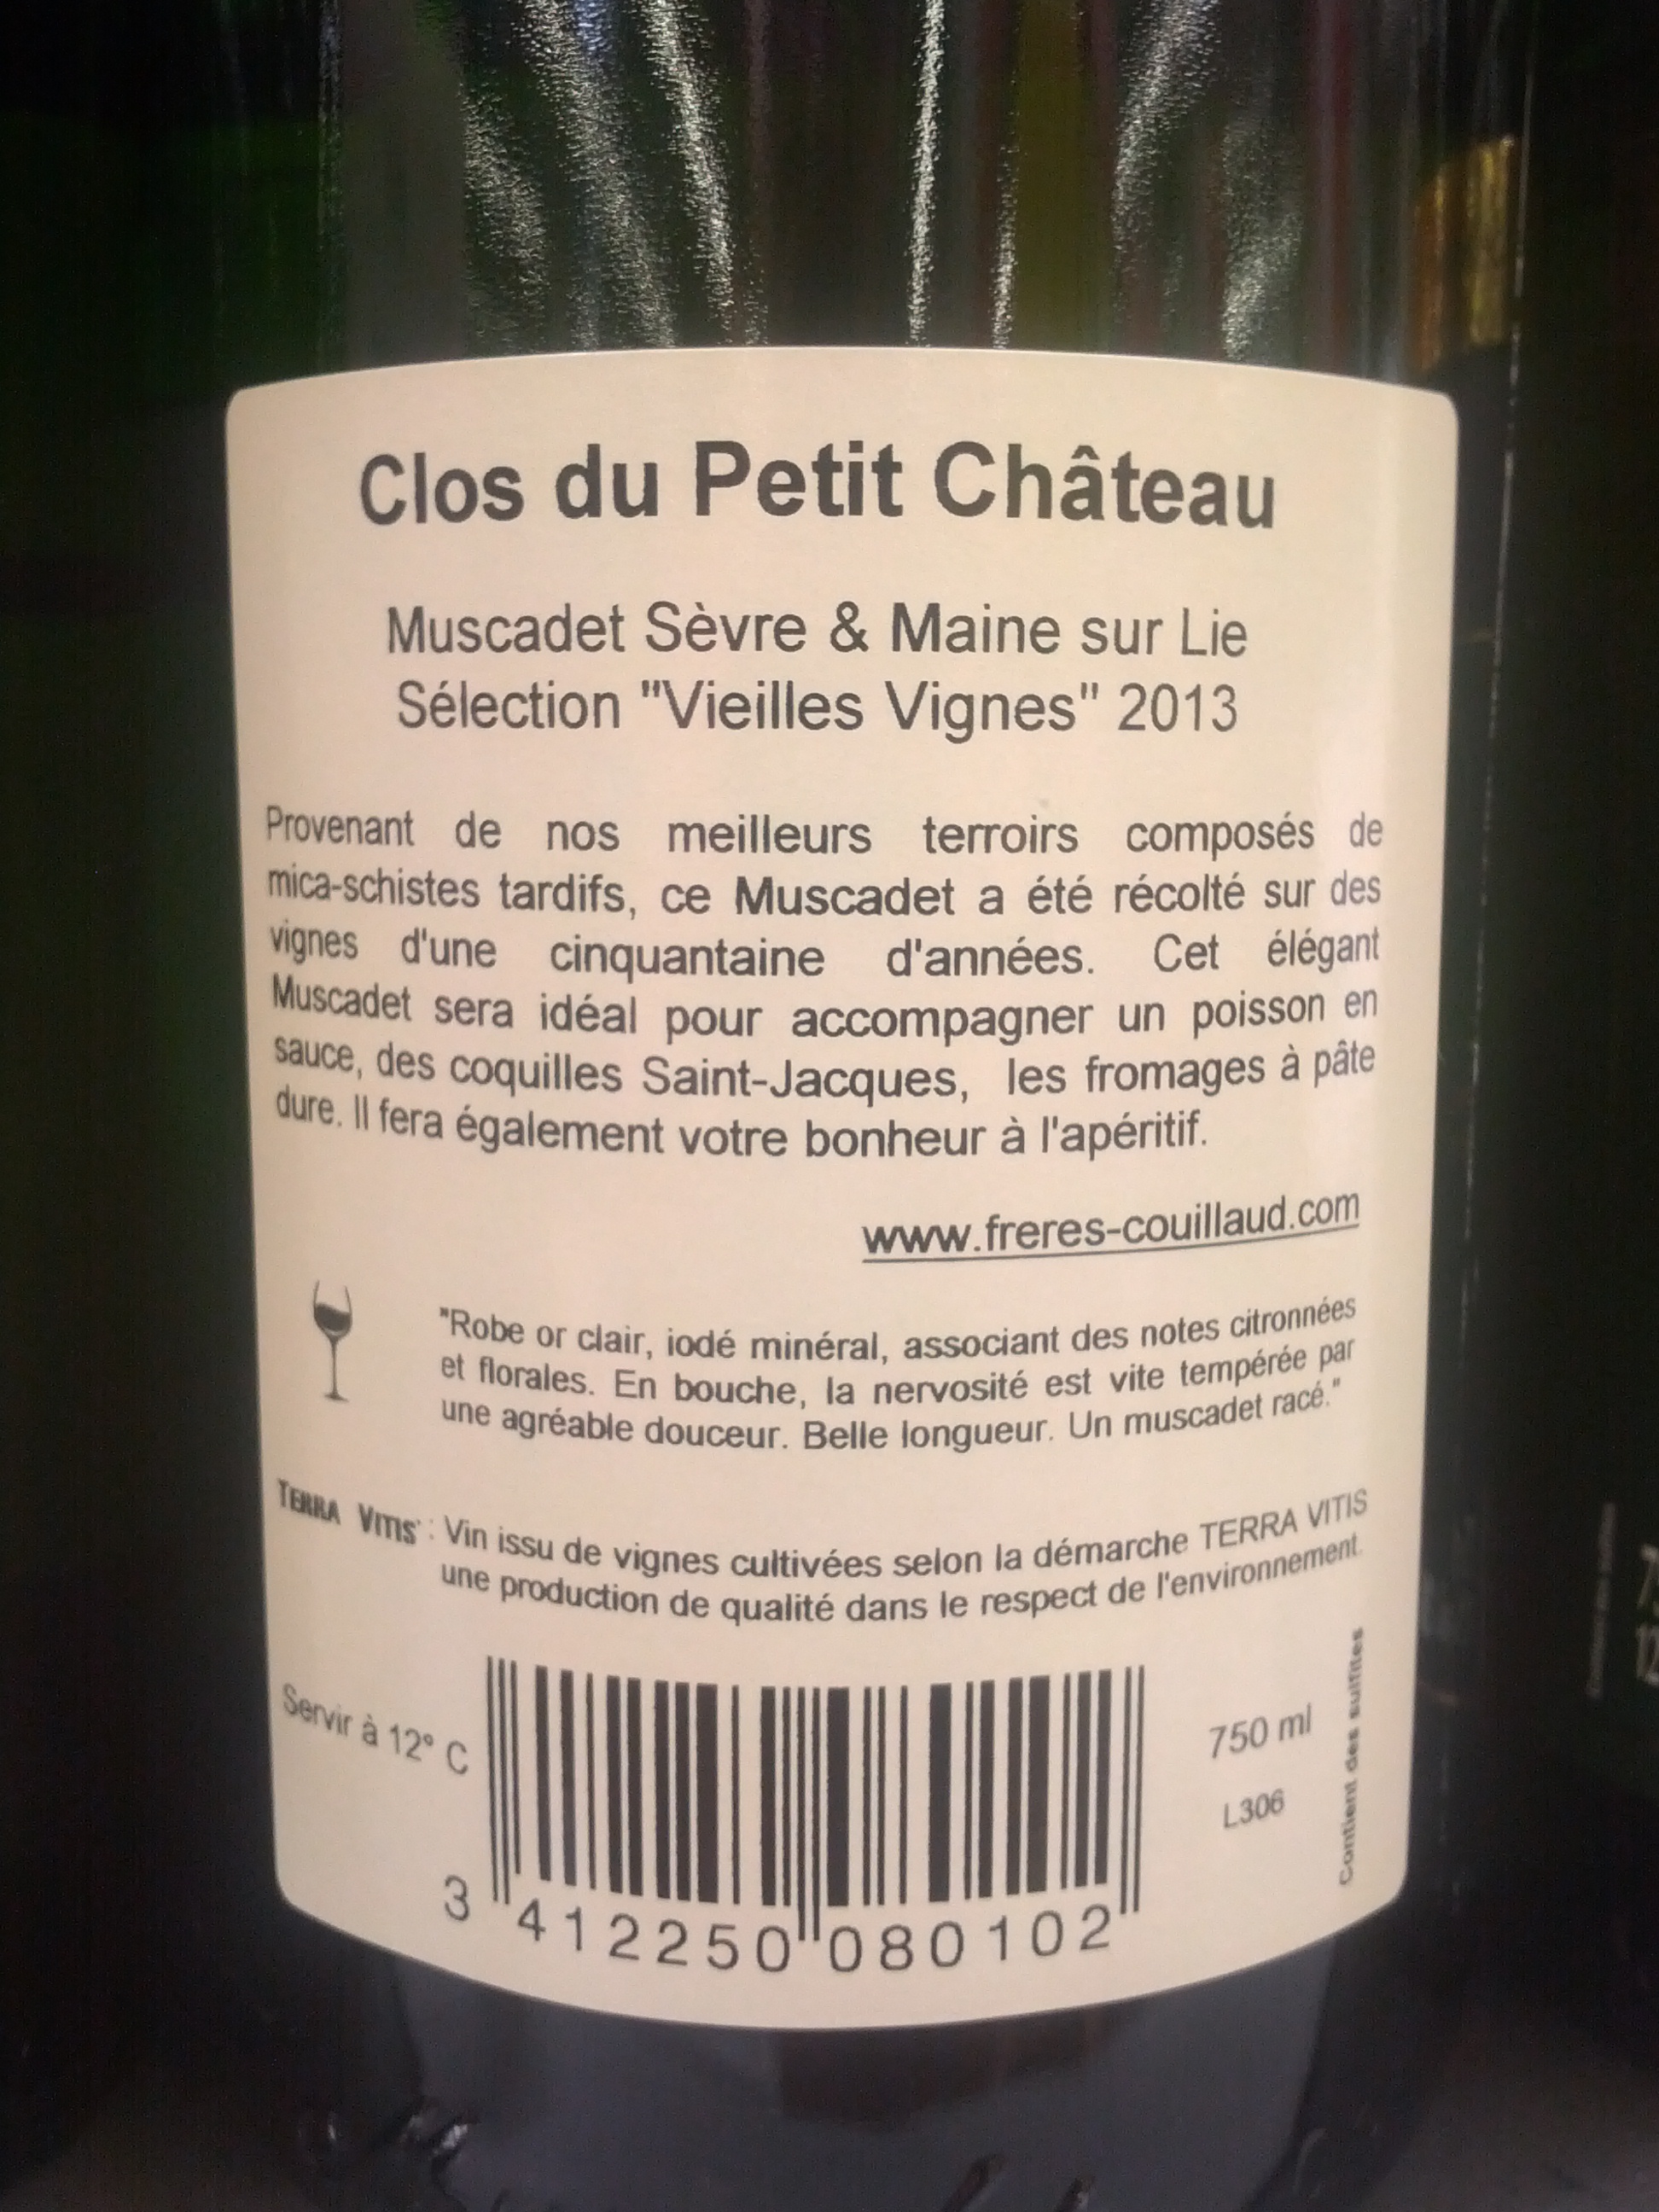 Clos du Petit Château
Muscadet Sèvre & Maine sur Lie
Sélection "Vieilles Vignes" 2013
Provenant de nos meilleurs terroirs composés de
mica-schistes tardifs, ce Muscadet a été récolté sur des
vignes d'une cinquantaine d'années. Cet élégant
Muscadet sera idéal pour accompagner un poisson en
sauce, des coquilles Saint-Jacques, les fromages à pâte
dure. Il fera également votre bonheur à l'apéritif.
www.freres-couillaud.com
"Robe or clair, iodé minéral, associant des notes citronnées
et florales. En bouche, la nervosité est vite tempérée par
une agréable douceur. Belle longueur. Un muscadet racé."
TERRA VITIS : Vin issu de vignes cultivées selon la démarche TERRA VITIS
une production de qualité dans le respect de l'environnement.
Servir à 12° C
750 ml
L306
Contient des sulfites
3 412250 080102